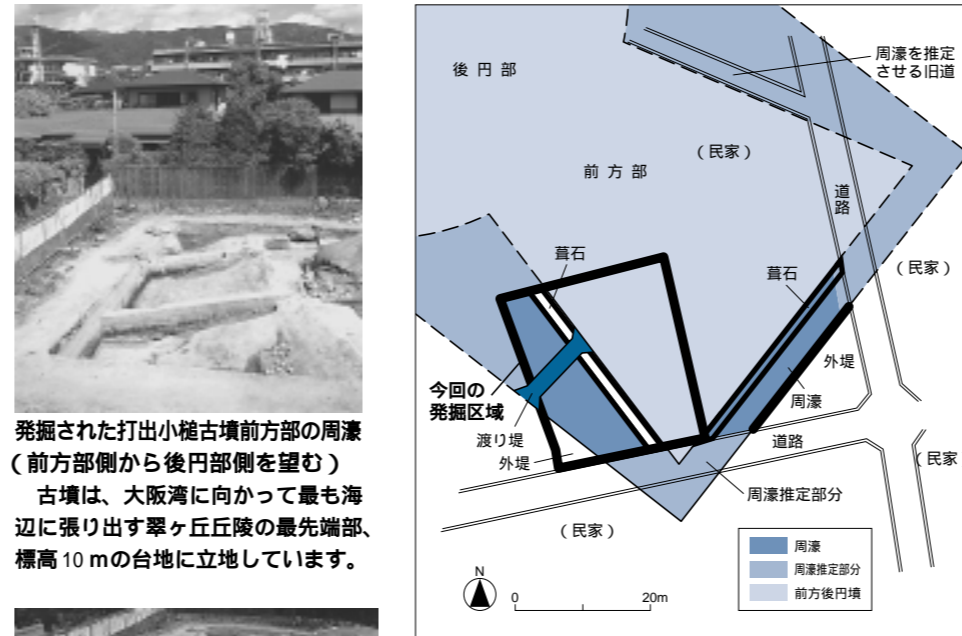 発掘された打出小槌古墳前方部の周濠
(前方部側から後円部側を望む)
古墳は、大阪湾に向かって最も海
辺に張り出す翠ヶ丘丘陵の最先端部、
標高10mの台地に立地しています。
後円部
周濠を推定
させる旧道
(民家)
前方部
道路
葺石
葺石
(民家)
外堤
今回の
発掘区域
周濠
渡り堤
外堤
道路
(民家
周濠推定部分
(民家)
周濠
周濠推定部分
前方後円墳
N
0 20m